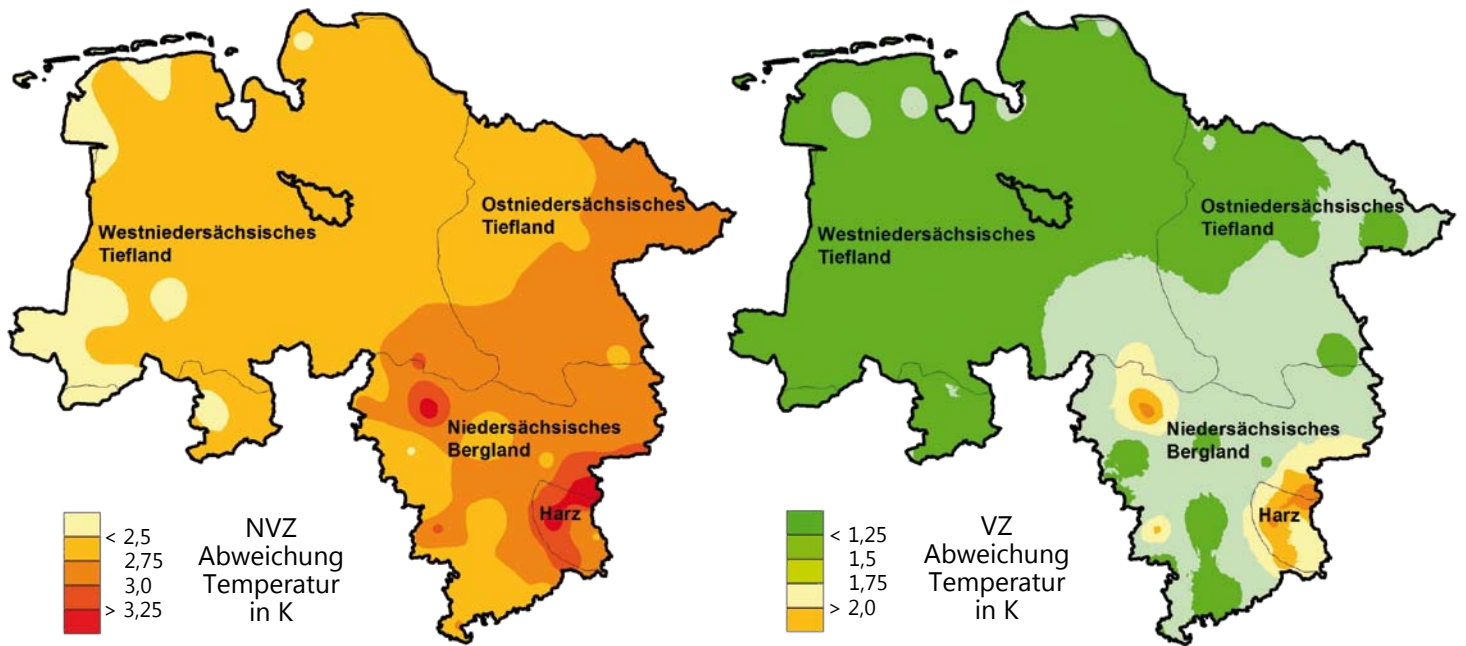 Westniedersächsisches
Tiefland
Ostniedersächsisches
Tiefland
Niedersächsisches
Bergland
Harz
< 2,5
2,75
3,0
> 3,25
NVZ
Abweichung
Temperatur
in K
Westniedersächsisches
Tiefland
Ostniedersächsisches
Tiefland
Niedersächsisches
Bergland
Harz
< 1,25
1,5
1,75
> 2,0
VZ
Abweichung
Temperatur
in K